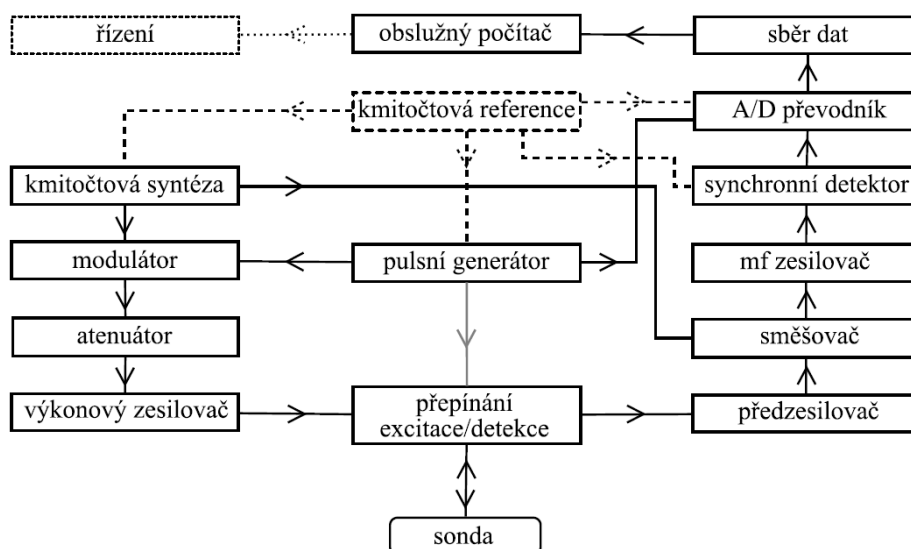 řízení
obslužný počítač
sběr dat
kmitočtová reference
A/D převodník
kmitočtová syntéza
synchronní detektor
modulátor
pulsní generátor
mf zesilovač
atenuátor
směšovač
výkonový zesilovač
přepínání
excitace/detekce
předzesilovač
sonda